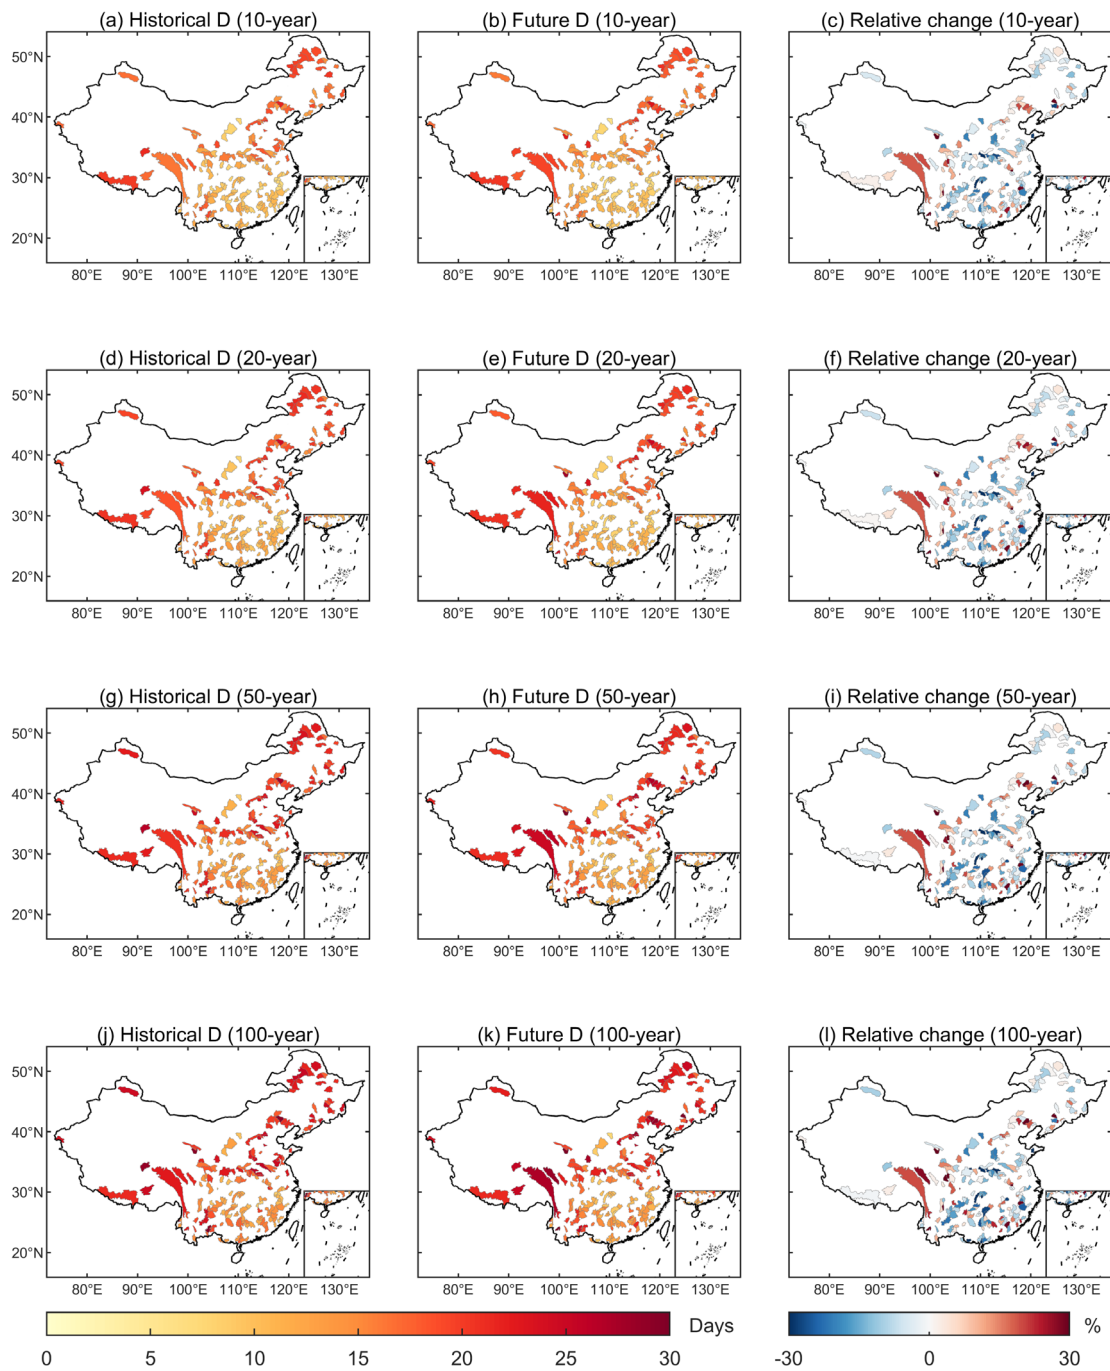 (a) Historical D (10-year) (b) Future D (10-year) (c) Relative change (10-year)
50°N
40°N
30°N
20°N
80°E 90°E 100°E 110°E 120°E 130°E 80°E 90°E 100°E 110°E 120°E 130°E 80°E 90°E 100°E 110°E 120°E 130°E
(d) Historical D (20-year) (e) Future D (20-year) (f) Relative change (20-year)
50°N
40°N
30°N
20°N
80°E 90°E 100°E 110°E 120°E 130°E 80°E 90°E 100°E 110°E 120°E 130°E 80°E 90°E 100°E 110°E 120°E 130°E
(g) Historical D (50-year) (h) Future D (50-year) (i) Relative change (50-year)
50°N
40°N
30°N
20°N
80°E 90°E 100°E 110°E 120°E 130°E 80°E 90°E 100°E 110°E 120°E 130°E 80°E 90°E 100°E 110°E 120°E 130°E
(j) Historical D (100-year) (k) Future D (100-year) (l) Relative change (100-year)
50°N
40°N
30°N
20°N
80°E 90°E 100°E 110°E 120°E 130°E 80°E 90°E 100°E 110°E 120°E 130°E 80°E 90°E 100°E 110°E 120°E 130°E
Days %
0 5 10 15 20 25 30 -30 0 30